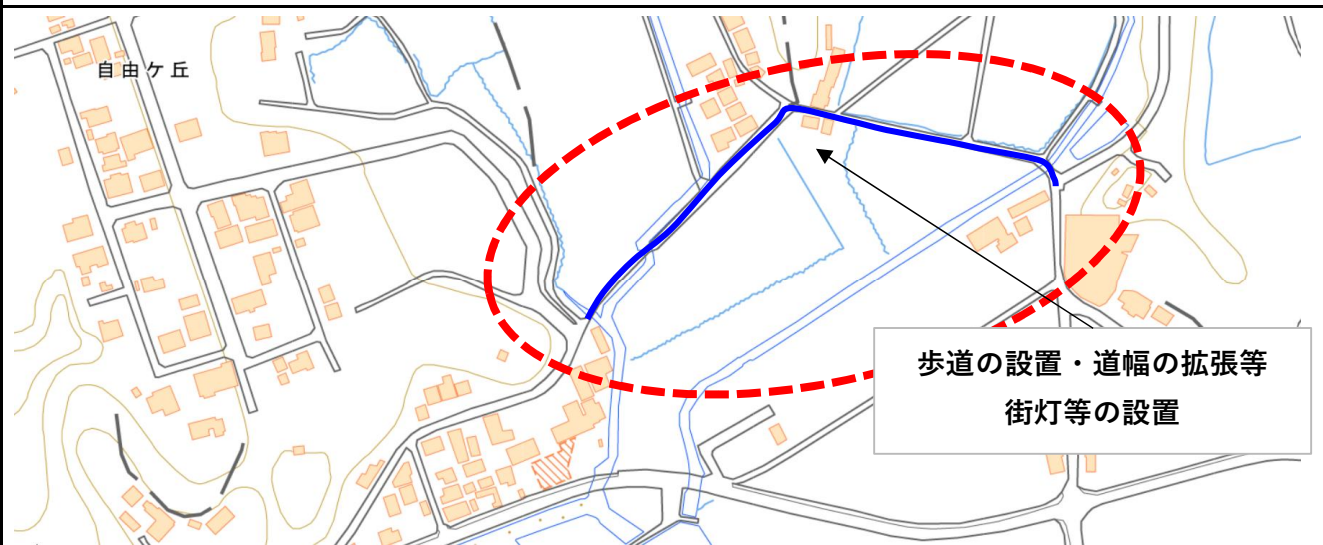 自由ケ丘
歩道の設置・道幅の拡張等
街灯等の設置